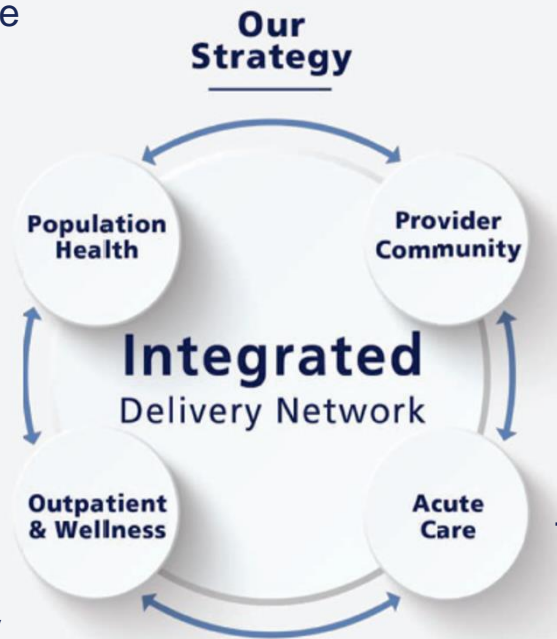 e
Our
Strategy
Population
Health
Provider
Community
Integrated
Delivery Network
Outpatient
& Wellness
Acute
Care